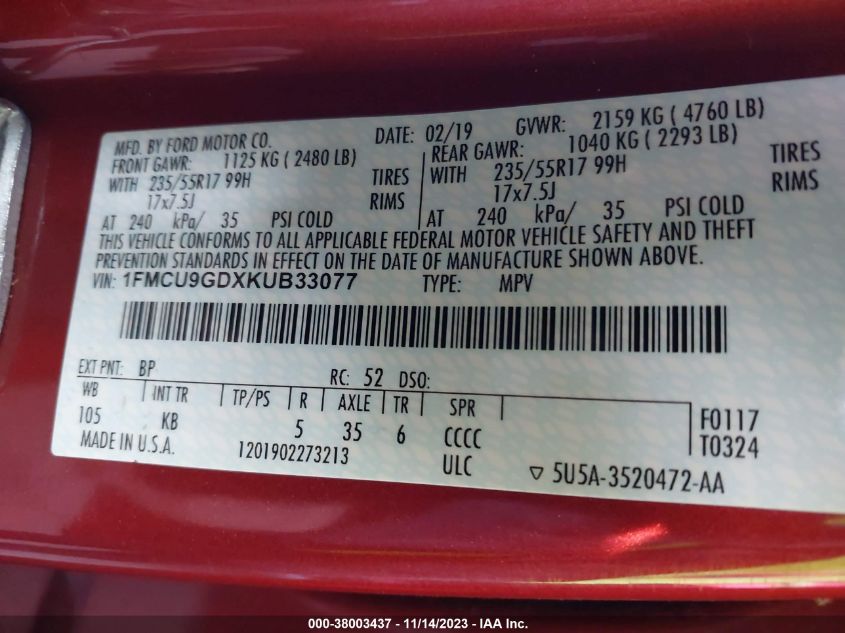 MFD. BY FORD MOTOR CO. DATE: 02/19 GVWR: 2159 KG ( 4760 LB)
FRONT GAWR: 1125 KG ( 2480 LB) REAR GAWR: 1040 KG ( 2293 LB)
WITH 235/55R17 99H TIRES WITH 235/55R17 99H TIRES
17x7.5J RIMS 17x7.5J RIMS
AT 240 kPa/ 35 PSI COLD AT 240 kPa/ 35 PSI COLD
THIS VEHICLE CONFORMS TO ALL APPLICABLE FEDERAL MOTOR VEHICLE SAFETY AND THEFT
PREVENTION STANDARDS IN EFFECT ON THE DATE OF MANUFACTURE SHOWN ABOVE.
VIN: 1FMCU9GDXKUB33077 TYPE: MPV
EXT PNT: BP RC: 52 DSO:
WB INT TR TP/PS R AXLE TR SPR
105 KB 5 35 6 CCCC F0117
MADE IN U.S.A. 1201902273213 ULC T0324
▽ 5U5A-3520472-AA
000-38003437 - 11/14/2023 - IAA Inc.